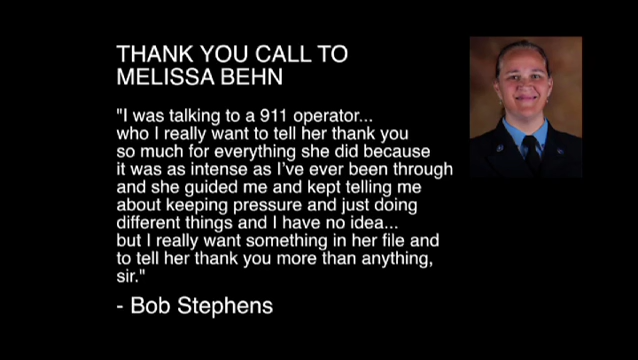 THANK YOU CALL TO
MELISSA BEHN
"I was talking to a 911 operator...
who I really want to tell her thank you
so much for everything she did because
it was as intense as I've ever been through
and she guided me and kept telling me
about keeping pressure and just doing
different things and I have no idea...
but I really want something in her file and
to tell her thank you more than anything,
sir."
- Bob Stephens